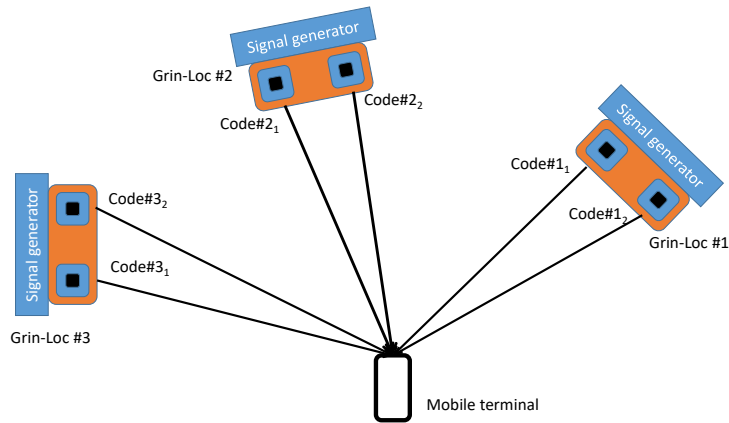 Signal generator
Grin-Loc #2
Code#2₁
Code#2₂
Signal generator
Code#1₁
Code#1₂
Grin-Loc #1
Signal generator
Code#3₂
Code#3₁
Grin-Loc #3
Mobile terminal